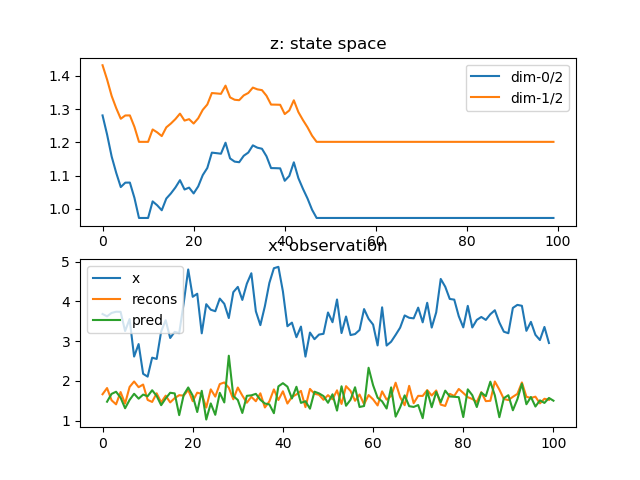 z: state space
1.4
1.3
1.2
1.1
1.0
dim-0/2
dim-1/2
0 20 40 60 80 100
x: observation
5
4
3
2
1
x
recons
pred
0 20 40 60 80 100